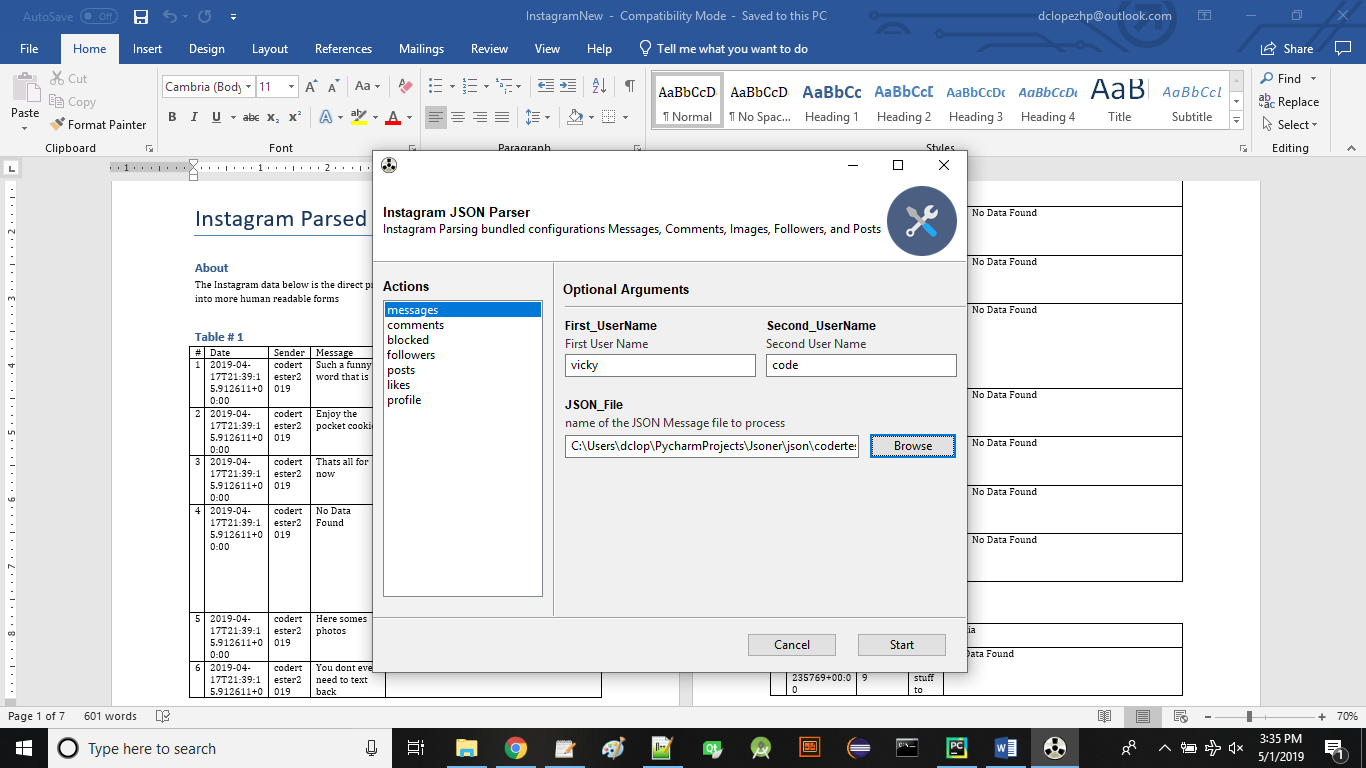 AutoSave Off
InstagramNew - Compatibility Mode - Saved to this PC
dclopezhp@outlook.com
File Home Insert Design Layout References Mailings Review View Help Tell me what you want to do Share
Paste
Cut
Copy
Format Painter
Clipboard
Cambria (Body 11
Aa
B I U abc x2 x2 A aby A
Font
Paragraph
AaBbCcD AaBbCcD AaBbCc AaBbCcD AaBbCcDc AaBbCcDc AaB AaBbCcD
¶ Normal ¶ No Spac... Heading 1 Heading 2 Heading 3 Heading 4 Title Subtitle
Styles
Find
Replace
Select
Editing
Instagram Parsed
About
The Instagram data below is the direct
into more human readable forms
Table # 1
# Date Sender Message
1 2019-04-17T21:39:15.912611+00:00 codertester2019 Such a funny word that is
2 2019-04-17T21:39:15.912611+00:00 codertester2019 Enjoy the pocket
3 2019-04-17T21:39:15.912611+00:00 codertester2019 Thats all for now
4 2019-04-17T21:39:15.912611+00:00 codertester2019 No Data Found
5 2019-04-17T21:39:15.912611+00:00 codertester2019 Here somes photos
6 2019-04-17T21:39:15.912611+0 codertester2019 You dont eve need to text back
Instagram JSON Parser
Instagram Parsing bundled configurations Messages, Comments, Images, Followers, and Posts
Actions
messages
comments
blocked
followers
posts
likes
profile
Optional Arguments
First_UserName Second_UserName
First User Name Second User Name
vicky code
JSON_File
name of the JSON Message file to process
C:\Users\dclop\PycharmProjects\Jsoner\json\codertes Browse
Cancel Start
No Data Found
No Data Found
No Data Found
No Data Found
No Data Found
No Data Found
No Data Found
ia
Data Found
235769+00:00 9 stuff to
Page 1 of 7 601 words
70%
Type here to search
3:35 PM
5/1/2019